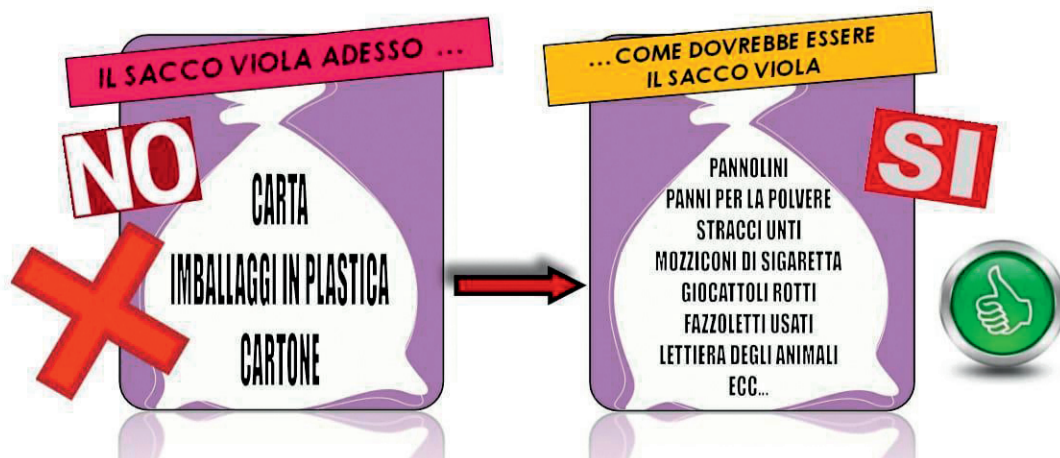 IL SACCO VIOLA ADESSO ...
NO
CARTA
IMBALLAGGI IN PLASTICA
CARTONE
...COME DOVREBBE ESSERE
IL SACCO VIOLA
SI
PANNOLINI
PANNI PER LA POLVERE
STRACCI UNTI
MOZZICONI DI SIGARETTA
GIOCATTOLI ROTTI
FAZZOLETTI USATI
LETTIERA DEGLI ANIMALI
ECC...